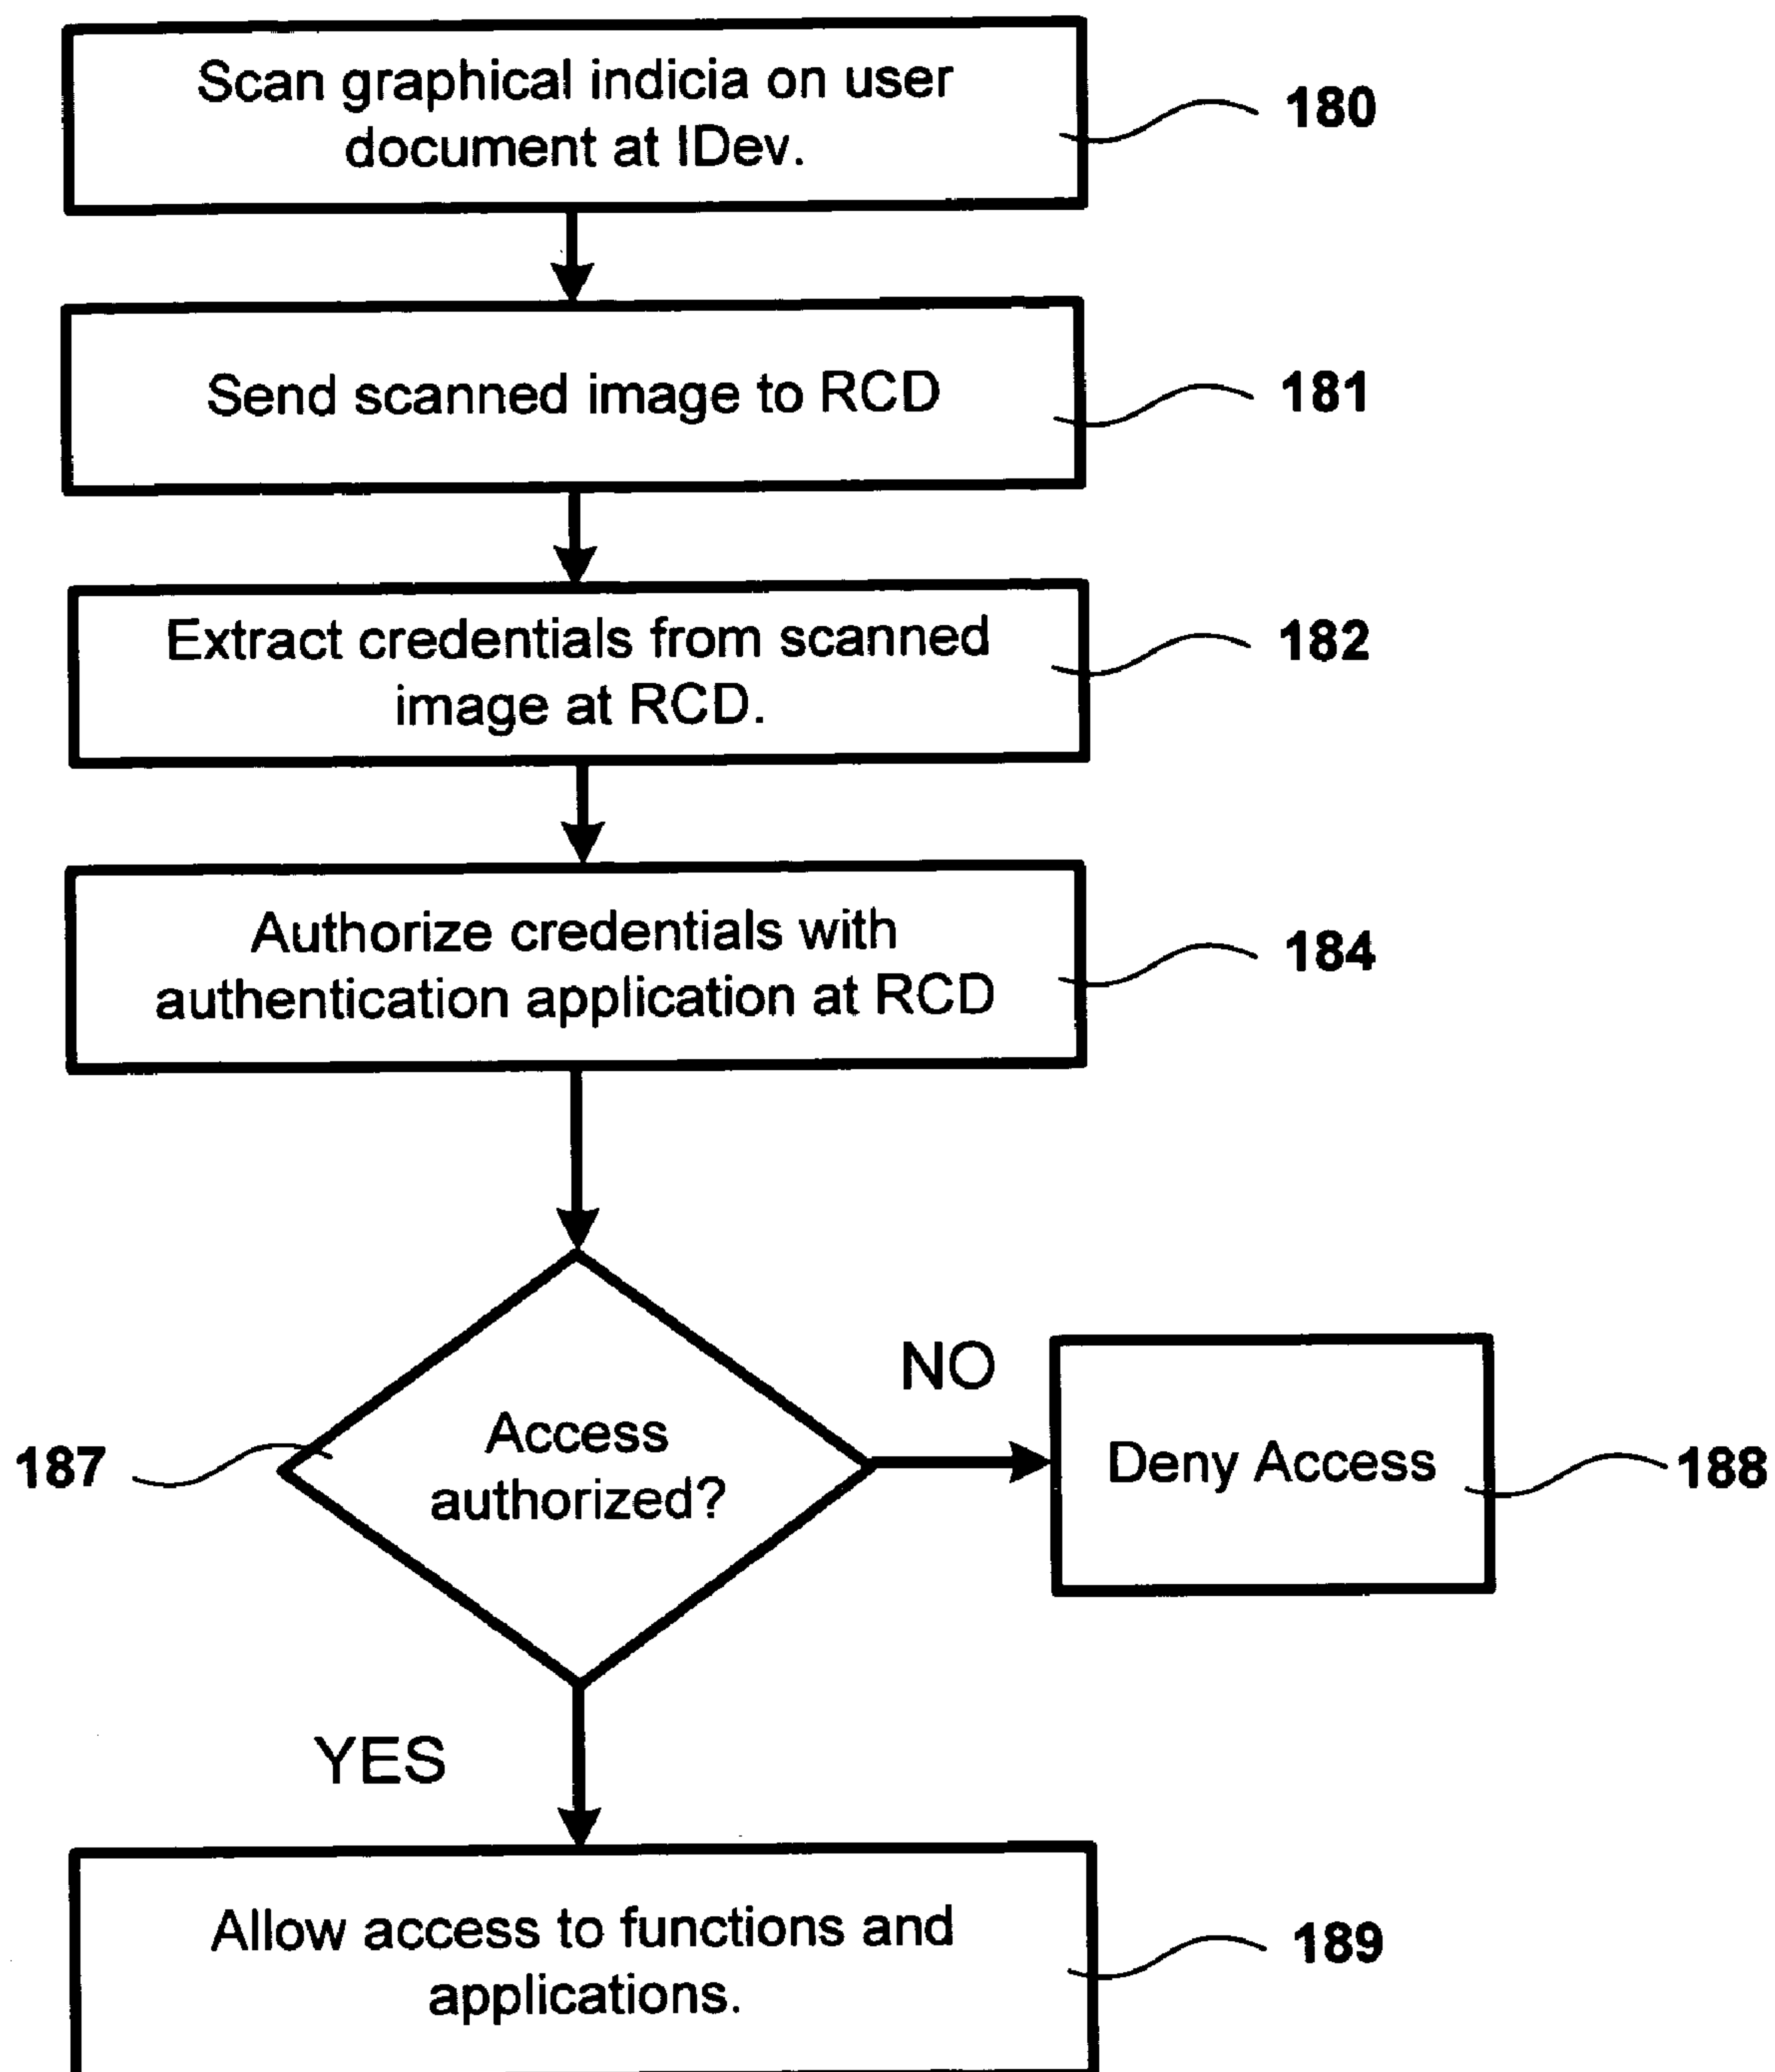 Scan graphical indicia on user
document at IDev.
180
Send scanned image to RCD
181
Extract credentials from scanned
image at RCD.
182
Authorize credentials with
authentication application at RCD
184
Access
authorized?
187
NO
Deny Access
188
YES
Allow access to functions and
applications.
189